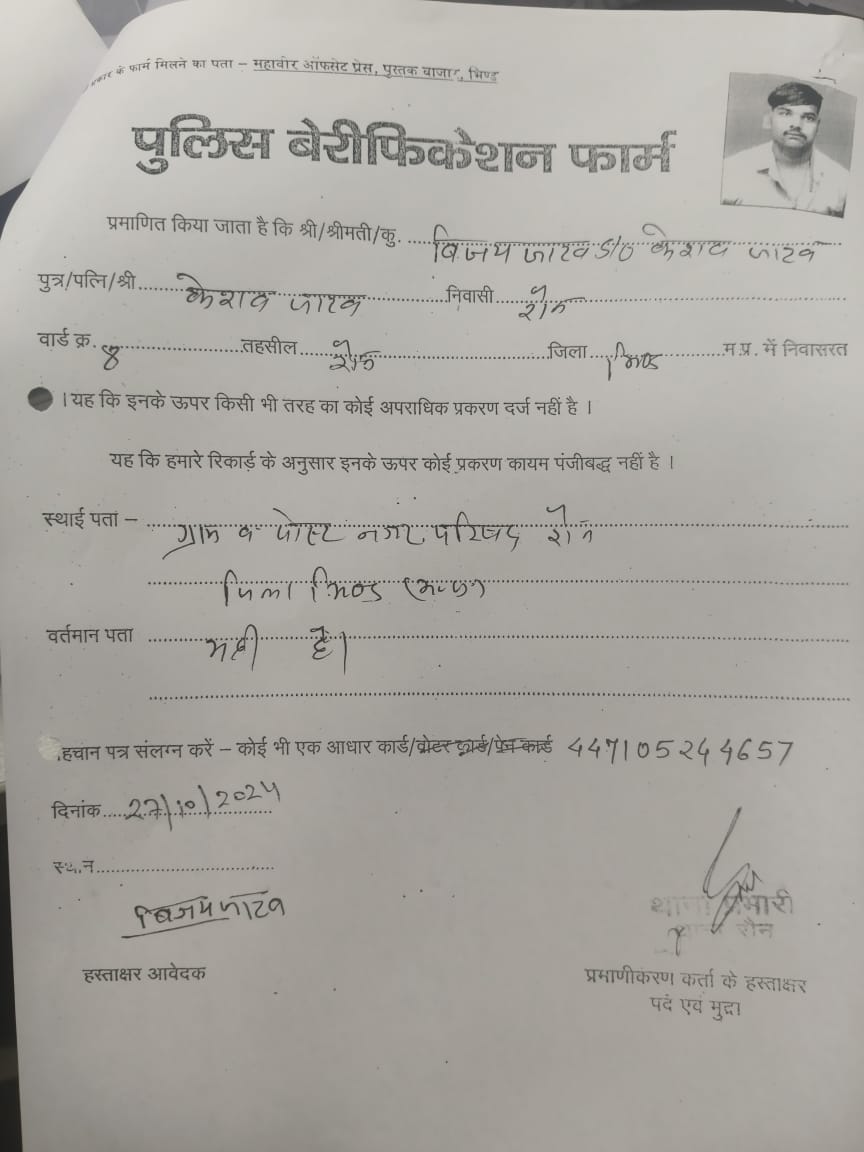 प्रकार के फार्म मिलने का पता – महावीर ऑफसेट प्रेस, पुस्तक बाजार, भिण्ड
पुलिस बेरीफिकेशन फार्म
प्रमाणित किया जाता है कि श्री/श्रीमती/कु. विजय जाटव S/O केशव जाटव
पुत्र/पत्नि/श्री केशव जाटव निवासी रौन
वार्ड क्र. 8 तहसील रौन जिला भिण्ड म.प्र. में निवासरत
। यह कि इनके ऊपर किसी भी तरह का कोई अपराधिक प्रकरण दर्ज नहीं है ।
यह कि हमारे रिकार्ड के अनुसार इनके ऊपर कोई प्रकरण कायम पंजीबद्ध नहीं है ।
स्थाई पता – ग्राम व पोस्ट नगर परिषद रौन
जिला भिण्ड (म.प्र.)
वर्तमान पता यही है।
हचान पत्र संलग्न करें – कोई भी एक आधार कार्ड/वोटर कार्ड/पेन कार्ड 447105244657
दिनांक 27/10/2024
स्थान
विजय जाटव
थाना प्रभारी
थाना रौन
हस्ताक्षर आवेदक
प्रमाणीकरण कर्ता के हस्ताक्षर
पद एवं मुद्रा